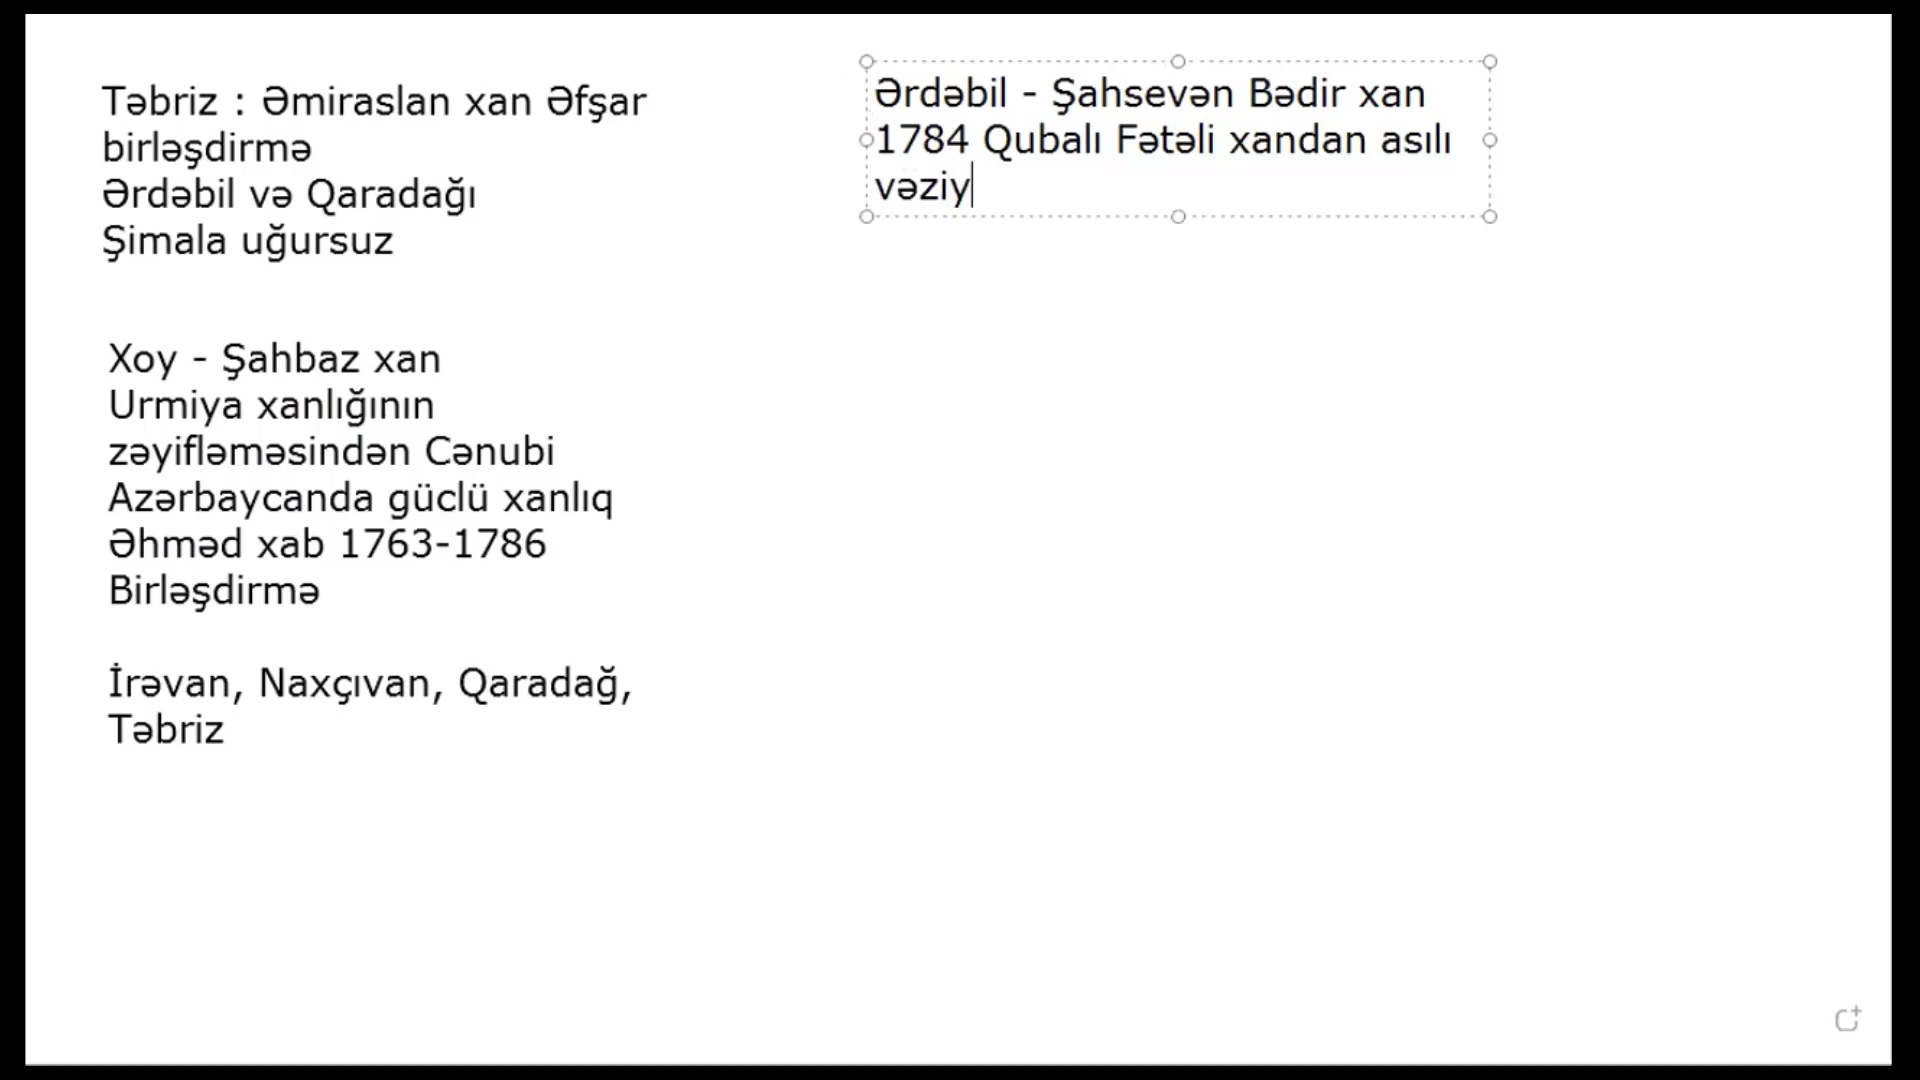 Təbriz : Əmiraslan xan Əfşar
birləşdirmə
Ərdəbil və Qaradağı
Şimala uğursuz
Xoy - Şahbaz xan
Urmiya xanlığının
zəyifləməsindən Cənubi
Azərbaycanda güclü xanlıq
Əhməd xab 1763-1786
Birləşdirmə
İrəvan, Naxçıvan, Qaradağ,
Təbriz
Ərdəbil - Şahsevən Bədir xan
1784 Qubalı Fətəli xandan asılı
vəziy